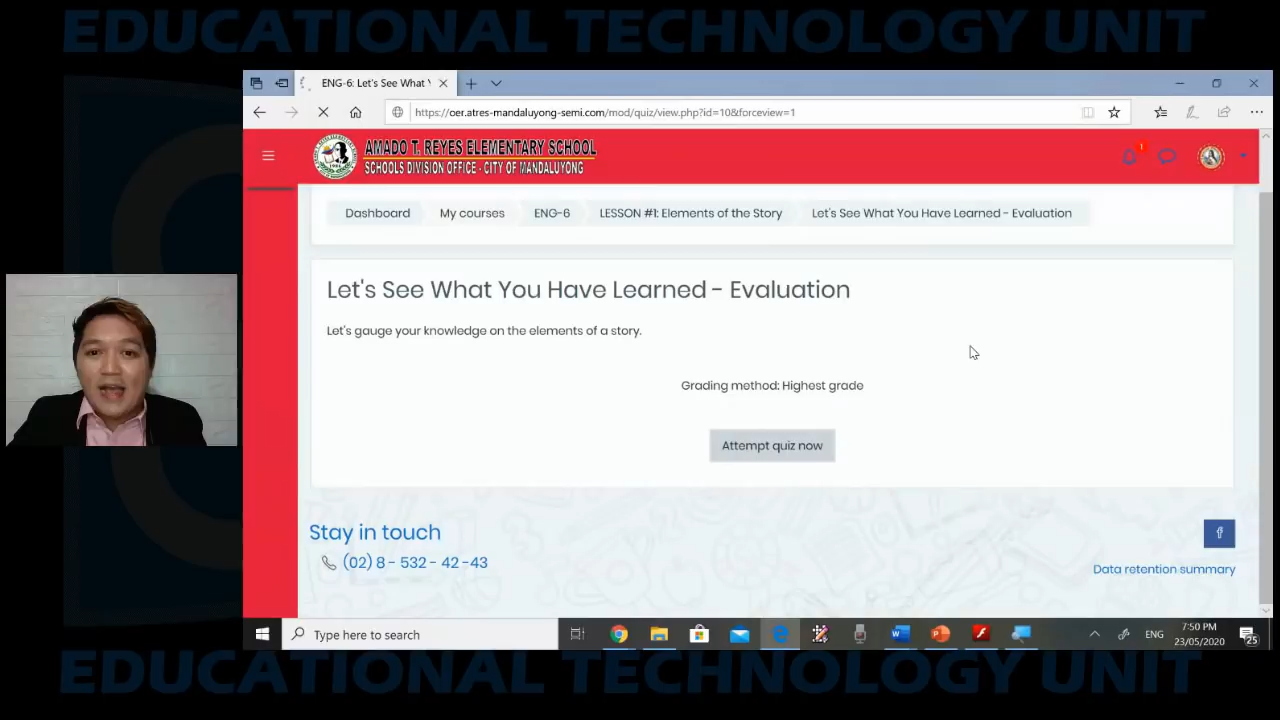 EDUCATIONAL TECHNOLOGY UNIT
ENG-6: Let's See What Y
https://oer.atres-mandaluyong-semi.com/mod/quiz/view.php?id=10&forceview=1
AMADO T. REYES ELEMENTARY SCHOOL
SCHOOLS DIVISION OFFICE - CITY OF MANDALUYONG
1
Dashboard My courses ENG-6 LESSON #1: Elements of the Story Let's See What You Have Learned - Evaluation
Let's See What You Have Learned - Evaluation
Let's gauge your knowledge on the elements of a story.
Grading method: Highest grade
Attempt quiz now
Stay in touch
(02) 8 - 532 - 42 -43
Data retention summary
Type here to search
ENG
7:50 PM
23/05/2020
25
EDUCATIONAL TECHNOLOGY UNIT